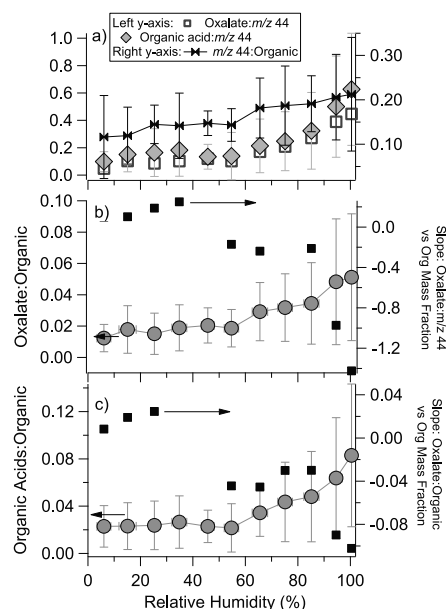 Left y-axis: Oxalate:m/z 44
Organic acid:m/z 44
Right y-axis: m/z 44:Organic
a)
1.0
0.8
0.6
0.4
0.2
0.0
0.30
0.20
0.10
b)
0.10
0.08
0.06
0.04
0.02
0.00
Oxalate:Organic
0.0
-0.4
-0.8
-1.2
Slope: Oxalate:m/z 44
vs Org Mass Fraction
c)
0.12
0.08
0.04
0.00
Organic Acids:Organic
0.04
0.00
-0.04
-0.08
Slope: Oxalate:Organic
vs Org Mass Fraction
0
20
40
60
80
100
Relative Humidity (%)